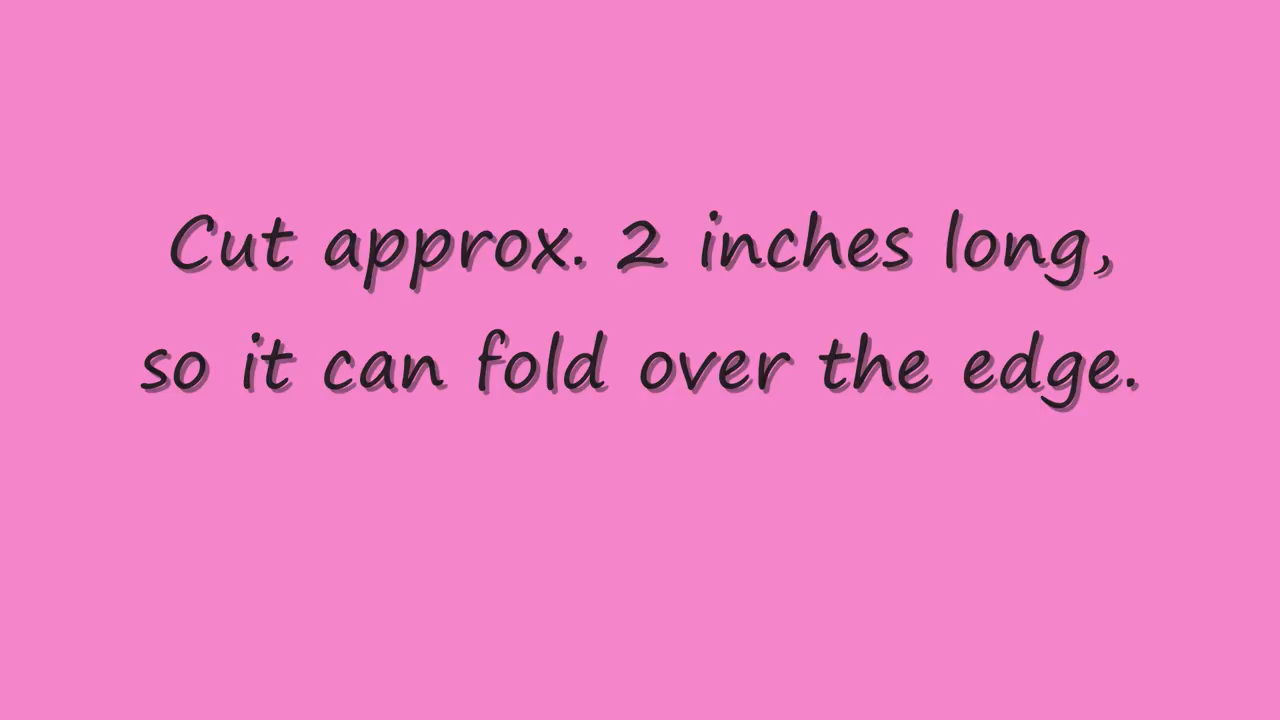 Cut approx. 2 inches long,
so it can fold over the edge.